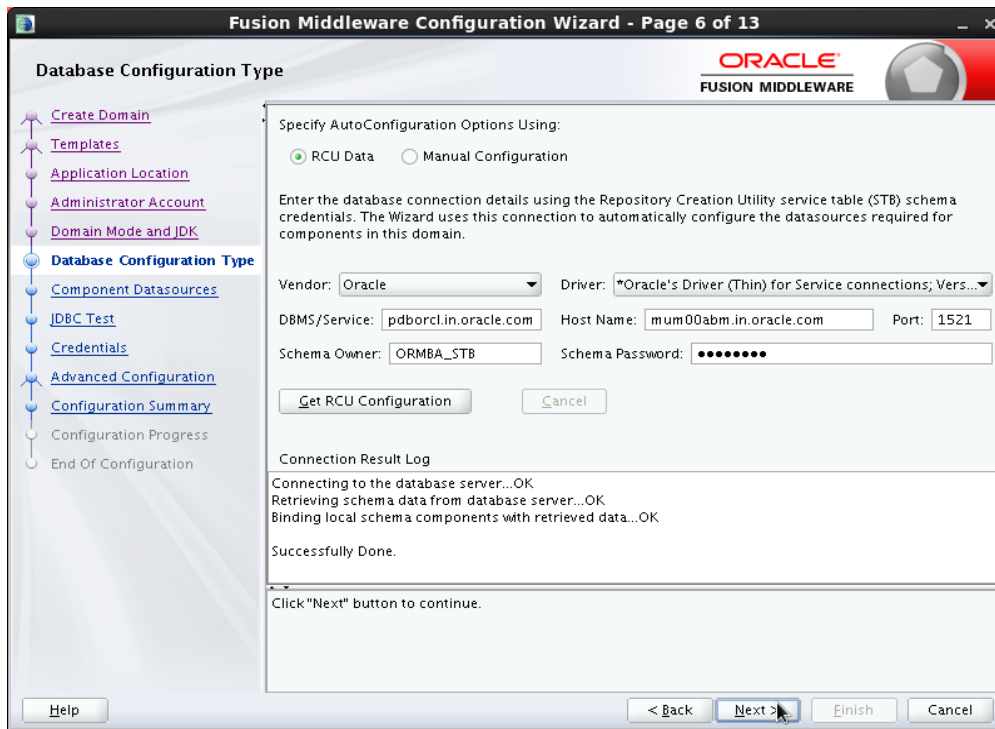 Fusion Middleware Configuration Wizard - Page 6 of 13
Database Configuration Type
ORACLE
FUSION MIDDLEWARE
Create Domain
Templates
Application Location
Administrator Account
Domain Mode and JDK
Database Configuration Type
Component Datasources
JDBC Test
Credentials
Advanced Configuration
Configuration Summary
Configuration Progress
End Of Configuration
Specify AutoConfiguration Options Using:
RCU Data Manual Configuration
Enter the database connection details using the Repository Creation Utility service table (STB) schema
credentials. The Wizard uses this connection to automatically configure the datasources required for
components in this domain.
Vendor: Oracle Driver: *Oracle's Driver (Thin) for Service connections; Vers...
DBMS/Service: pdborcl.in.oracle.com Host Name: mum00abm.in.oracle.com Port: 1521
Schema Owner: ORMBA_STB Schema Password: ••••••••
Get RCU Configuration Cancel
Connection Result Log
Connecting to the database server...OK
Retrieving schema data from database server...OK
Binding local schema components with retrieved data...OK
Successfully Done.
Click "Next" button to continue.
Help < Back Next > Finish Cancel